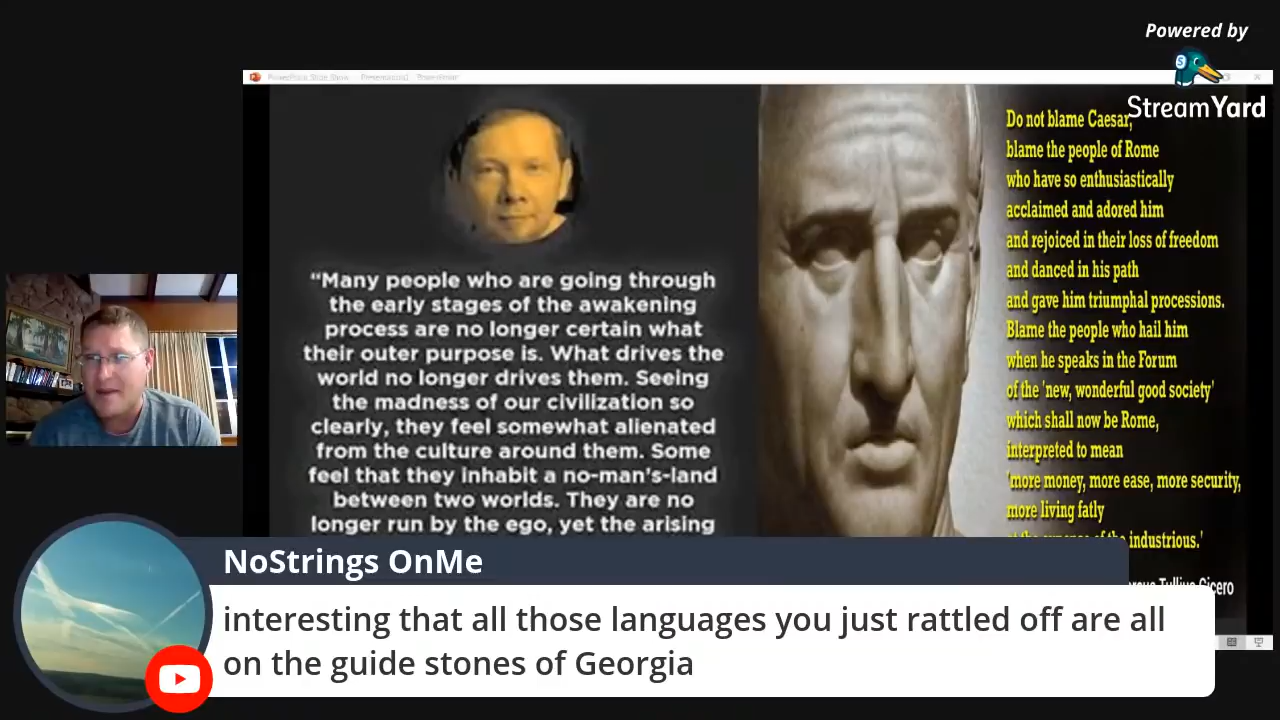 Powered by
StreamYard
PowerPoint Slide Show
Do not blame Caesar,
blame the people of Rome
who have so enthusiastically
acclaimed and adored him
and rejoiced in their loss of freedom
and danced in his path
and gave him triumphal processions.
Blame the people who hail him
when he speaks in the Forum
of the 'new, wonderful good society'
which shall now be Rome,
interpreted to mean
'more money, more ease, more security,
more living fatly
industrious.'
Cicero
“Many people who are going through
the early stages of the awakening
process are no longer certain what
their outer purpose is. What drives the
world no longer drives them. Seeing
the madness of our civilization so
clearly, they feel somewhat alienated
from the culture around them. Some
feel that they inhabit a no-man's-land
between two worlds. They are no
longer run by the ego, yet the arising
NoStrings OnMe
interesting that all those languages you just rattled off are all
on the guide stones of Georgia